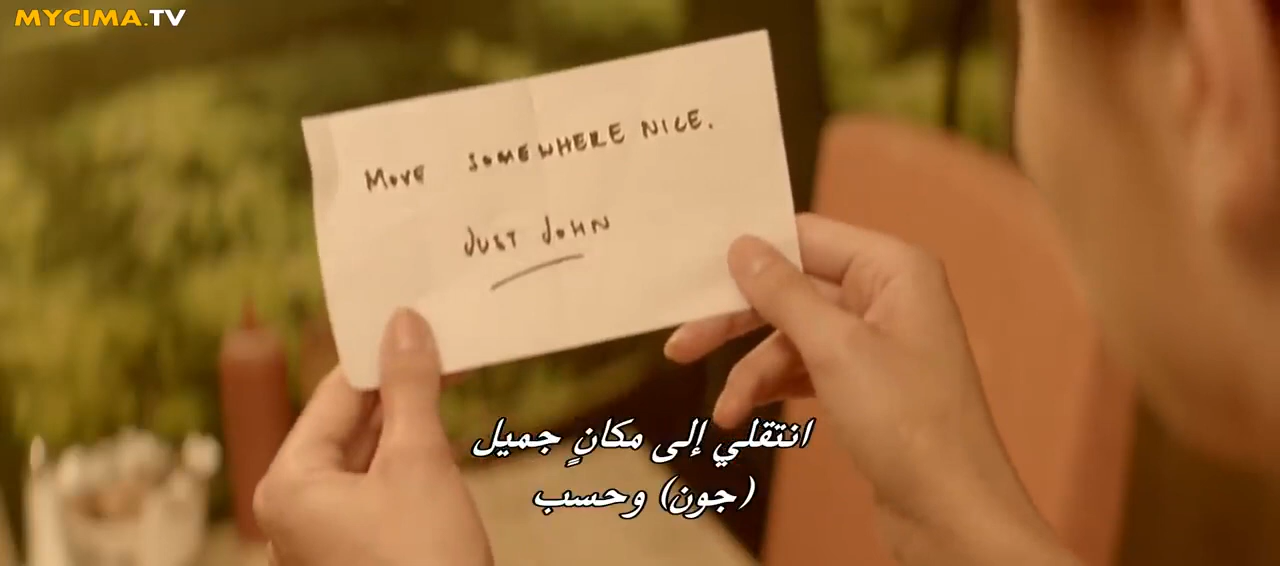 MYCIMA.TV
MOVE SOMEWHERE NICE.
JUST JOHN
انتقلي إلى مكانٍ جميل
(جون) وحسب